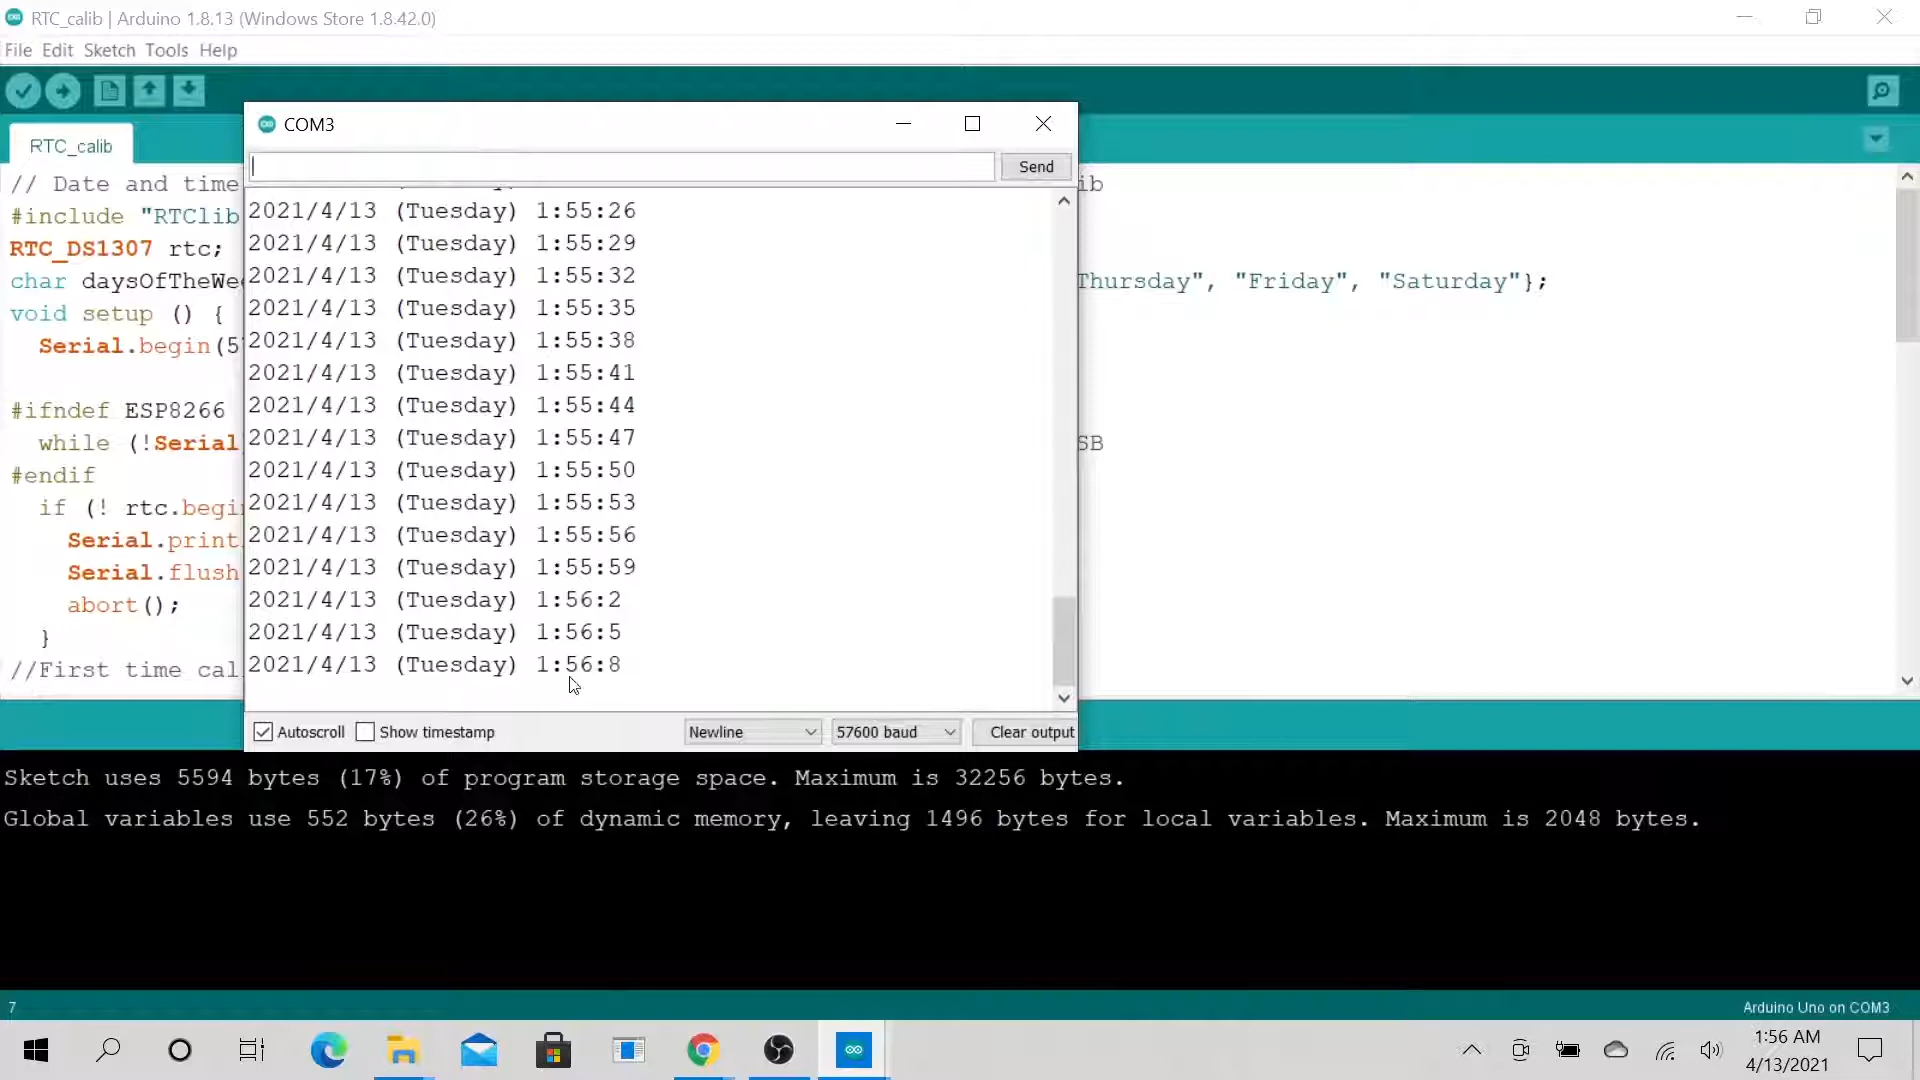 RTC_calib | Arduino 1.8.13 (Windows Store 1.8.42.0)
File Edit Sketch Tools Help
COM3
RTC_calib
Send
// Date and time
ib
#include "RTClib
RTC_DS1307 rtc;
char daysOfTheWe
Thursday", "Friday", "Saturday"};
void setup () {
Serial.begin(5
#ifndef ESP8266
while (!Serial
SB
#endif
if (! rtc.begi
Serial.print
Serial.flush
abort();
}
//First time cal
2021/4/13 (Tuesday) 1:55:26
2021/4/13 (Tuesday) 1:55:29
2021/4/13 (Tuesday) 1:55:32
2021/4/13 (Tuesday) 1:55:35
2021/4/13 (Tuesday) 1:55:38
2021/4/13 (Tuesday) 1:55:41
2021/4/13 (Tuesday) 1:55:44
2021/4/13 (Tuesday) 1:55:47
2021/4/13 (Tuesday) 1:55:50
2021/4/13 (Tuesday) 1:55:53
2021/4/13 (Tuesday) 1:55:56
2021/4/13 (Tuesday) 1:55:59
2021/4/13 (Tuesday) 1:56:2
2021/4/13 (Tuesday) 1:56:5
2021/4/13 (Tuesday) 1:56:8
Autoscroll Show timestamp Newline 57600 baud Clear output
Sketch uses 5594 bytes (17%) of program storage space. Maximum is 32256 bytes.
Global variables use 552 bytes (26%) of dynamic memory, leaving 1496 bytes for local variables. Maximum is 2048 bytes.
7
Arduino Uno on COM3
1:56 AM
4/13/2021